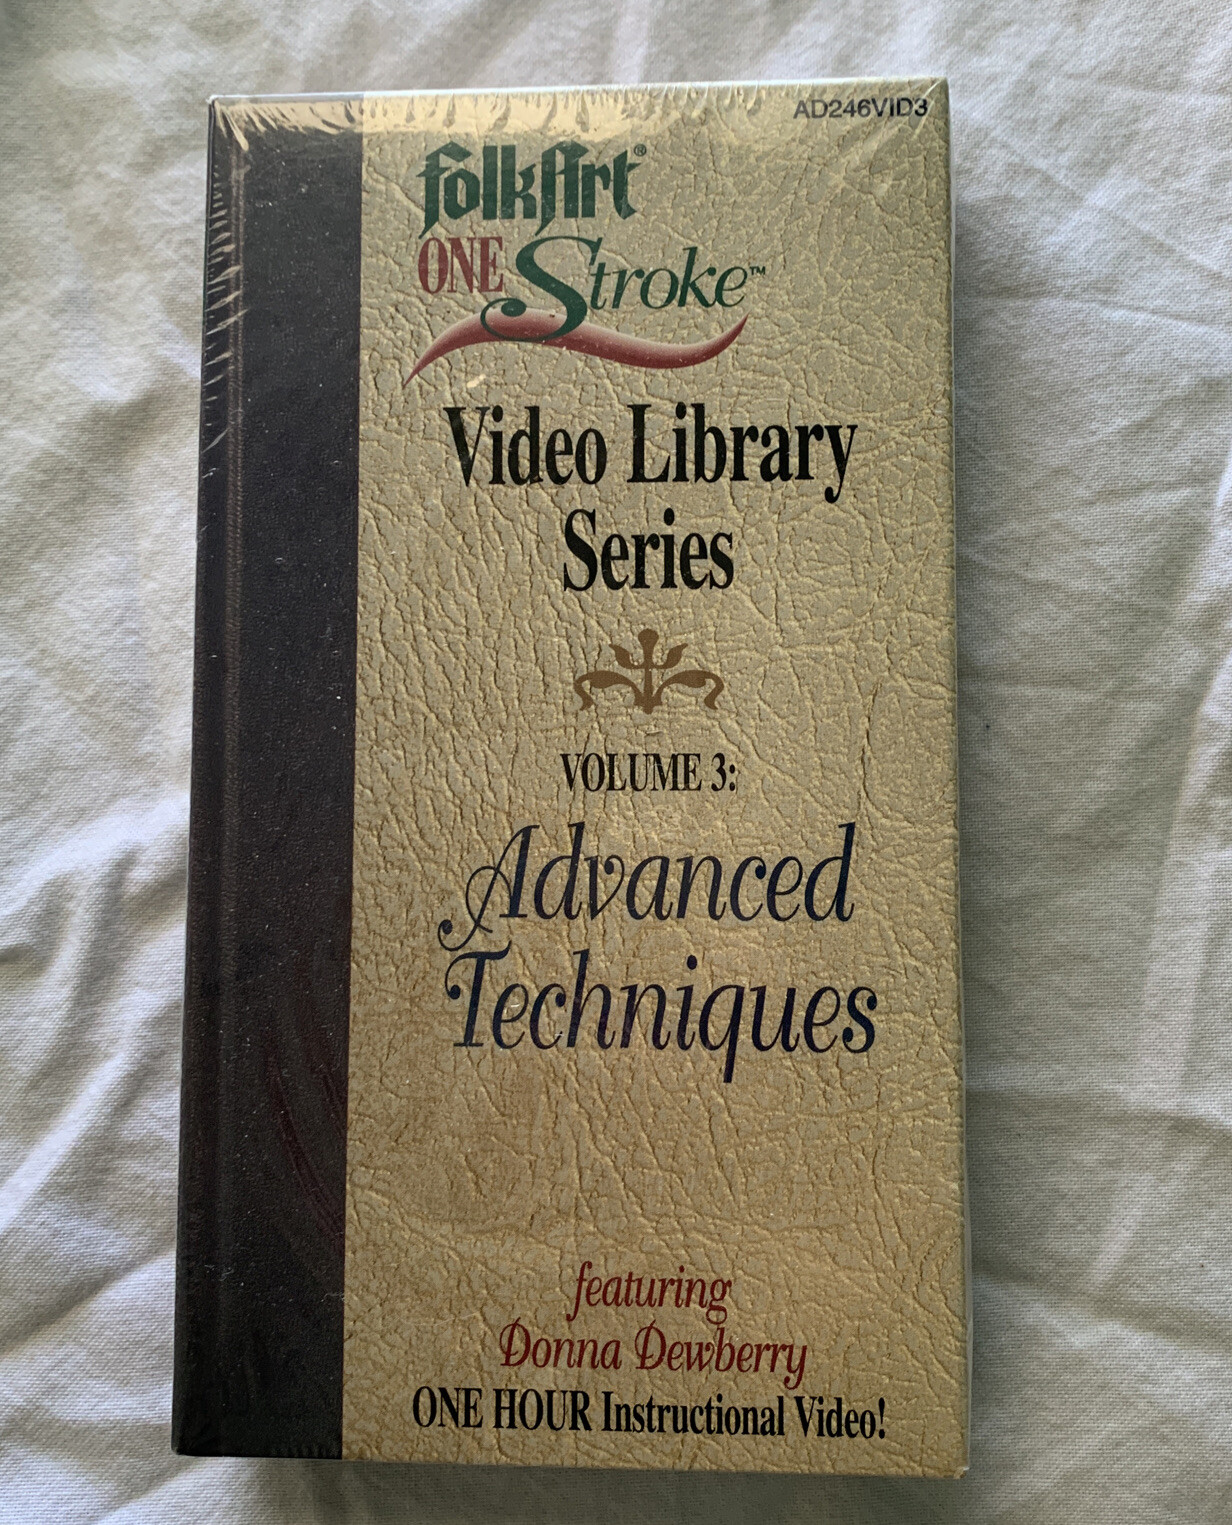 AD246VID3
folkArt®
ONE Stroke™
Video Library
Series
VOLUME 3:
Advanced
Techniques
featuring
Donna Dewberry
ONE HOUR Instructional Video!